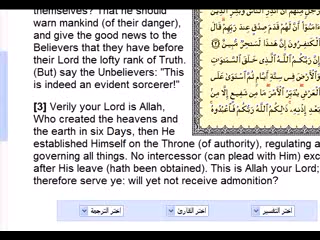 themselves? That he should
warn mankind (of their danger),
and give the good news to the
Believers that they have before
their Lord the lofty rank of Truth.
(But) say the Unbelievers: "This
is indeed an evident sorcerer!"
[3] Verily your Lord is Allah,
Who created the heavens and
the earth in six Days, then He
established Himself on the Throne (of authority), regulating a
governing all things. No intercessor (can plead with Him) exc
after His leave (hath been obtained). This is Allah your Lord;
therefore serve ye: will yet not receive admonition?
اختر الترجمة
اختر القارئ
اختر التفسير